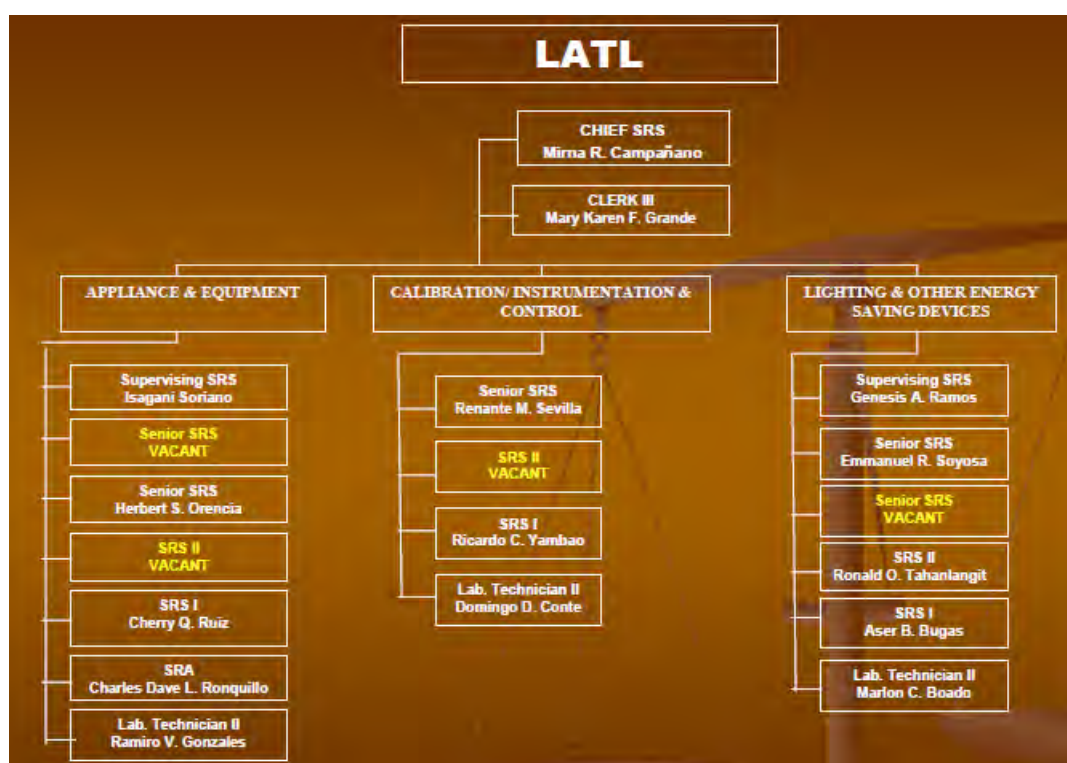 LATL
CHIEF SRS
Mirna R. Campañano
CLERK III
Mary Karen F. Grande
APPLIANCE & EQUIPMENT
Supervising SRS
Isagani Soriano
Senior SRS
VACANT
Senior SRS
Herbert S. Orencia
SRS II
VACANT
SRS I
Cherry Q. Ruiz
SRA
Charles Dave L. Ronquillo
Lab. Technician II
Ramiro V. Gonzales
CALIBRATION/ INSTRUMENTATION &
CONTROL
Senior SRS
Renante M. Sevilla
SRS II
VACANT
SRS I
Ricardo C. Yambao
Lab. Technician II
Domingo D. Conte
LIGHTING & OTHER ENERGY
SAVING DEVICES
Supervising SRS
Genesis A. Ramos
Senior SRS
Emmanuel R. Soyosa
Senior SRS
VACANT
SRS II
Ronald O. Tahanlangit
SRS I
Aser B. Bugas
Lab. Technician II
Marlon C. Boado